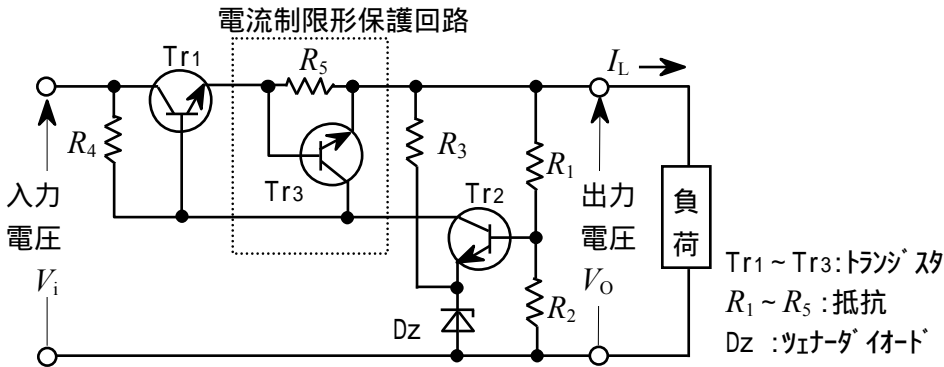 電流制限形保護回路
Tr1
R5
IL
R4
R3
R1
Tr3
Tr2
入力
電圧
Vi
出力
電圧
VO
負
荷
R2
Dz
Tr1~Tr3:トランジスタ
R1~R5:抵抗
Dz :ツェナーダイオード